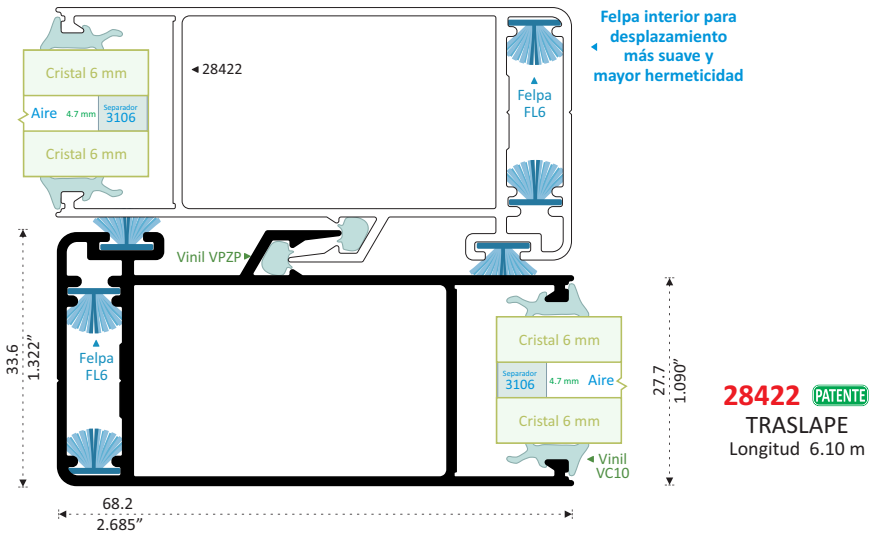 Felpa interior para
desplazamiento
más suave y
mayor hermeticidad
Cristal 6 mm
28422
Felpa
FL6
Aire 4.7 mm Separador
3106
Cristal 6 mm
Vinil VPZP
33.6
1.322”
Felpa
FL6
Cristal 6 mm
Separador
3106 4.7 mm Aire
Cristal 6 mm
Vinil
VC10
27.7
1.090”
28422 PATENTE
TRASLAPE
Longitud 6.10 m
68.2
2.685”